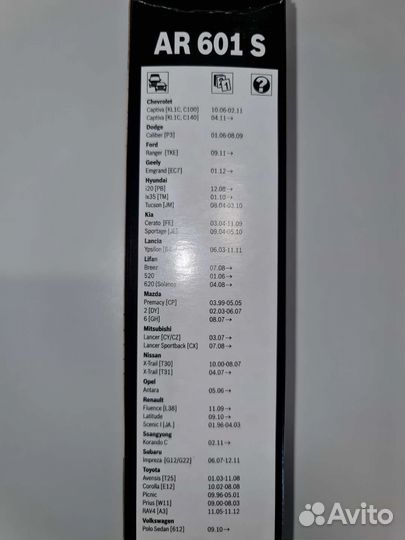 AR 601 S
Chevrolet
Captiva [KL1C, C100] 10.06-02.11
Captiva [KL1C, C140] 04.11→
Dodge
Caliber [P3] 01.06-08.09
Ford
Ranger [TKE] 09.11→
Geely
Emgrand [EC7] 01.12→
Hyundai
i20 [PB] 12.08→
ix35 [TM] 01.10→
Tucson [JM] 08.04-03.10
Kia
Cerato [FE] 03.04-11.09
Sportage [JE] 09.04-05.10
Lancia
Ypsilon 06.03-11.11
Lifan
Breez 07.08→
520 01.06→
620 (Solano) 04.08→
Mazda
Premacy [CP] 03.99-05.05
2 [DY] 02.03-06.07
6 [GH] 08.07→
Mitsubishi
Lancer [CY/CZ] 03.07→
Lancer Sportback [CX] 07.08→
Nissan
X-Trail [T30] 10.00-08.07
X-Trail [T31] 04.07→
Opel
Antara 05.06→
Renault
Fluence [L38] 11.09→
Latitude 09.10→
Scenic I [JA.] 01.96-04.03
Ssangyong
Korando C 02.11→
Subaru
Impreza [G12/G22] 06.07-12.11
Toyota
Avensis [T25] 01.03-11.08
Corolla [E12] 10.02-08.08
Picnic 09.96-05.01
Prius [W11] 09.00-08.03
RAV4 [A3] 11.05-11.12
Volkswagen
Polo Sedan [612] 09.10→
Avito